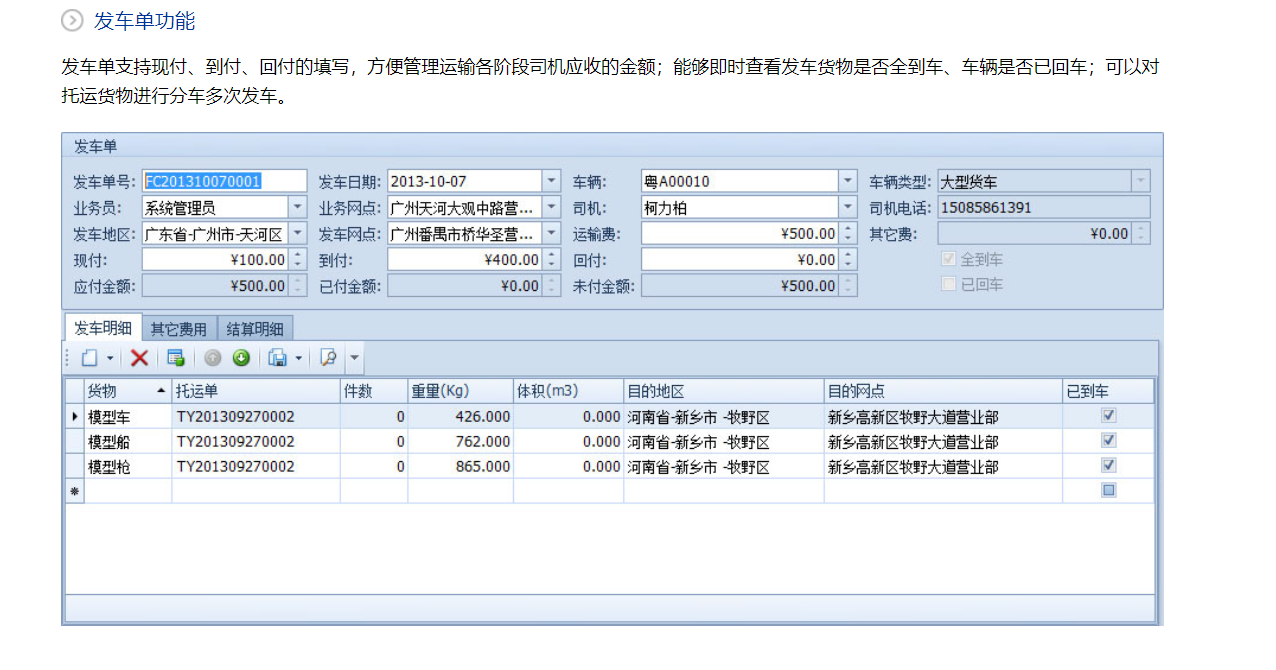 发车单功能
发车单支持现付、到付、回付的填写，方便管理运输各阶段司机应收的金额；能够即时查看发车货物是否全到车、车辆是否已回车；可以对
托运货物进行分车多次发车。
发车单
发车单号: FC201310070001 发车日期: 2013-10-07 车辆: 粤A00010 车辆类型: 大型货车
业务员: 系统管理员 业务网点: 广州天河大观中路营... 司机: 柯力柏 司机电话: 15085861391
发车地区: 广东省-广州市-天河区 发车网点: 广州番禺市桥华圣营... 运输费: ¥500.00 其它费: ¥0.00
现付: ¥100.00 到付: ¥400.00 回付: ¥0.00 全到车
应付金额: ¥500.00 已付金额: ¥0.00 未付金额: ¥500.00 已回车
发车明细 其它费用 结算明细
货物 托运单 件数 重量(Kg) 体积(m3) 目的地区 目的网点 已到车
模型车 TY201309270002 0 426.000 0.000 河南省-新乡市 -牧野区 新乡高新区牧野大道营业部
模型船 TY201309270002 0 762.000 0.000 河南省-新乡市 -牧野区 新乡高新区牧野大道营业部
模型枪 TY201309270002 0 865.000 0.000 河南省-新乡市 -牧野区 新乡高新区牧野大道营业部